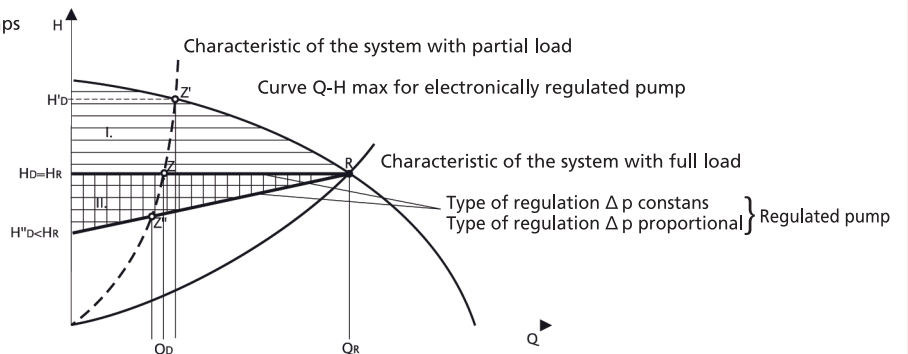 ps
H
Characteristic of the system with partial load
Z'
Curve Q-H max for electronically regulated pump
H'D
I.
R
Characteristic of the system with full load
HD=HR
Z
Type of regulation Δ p constans
II.
Type of regulation Δ p proportional} Regulated pump
Z"
H"D<HR
QD
QR
Q